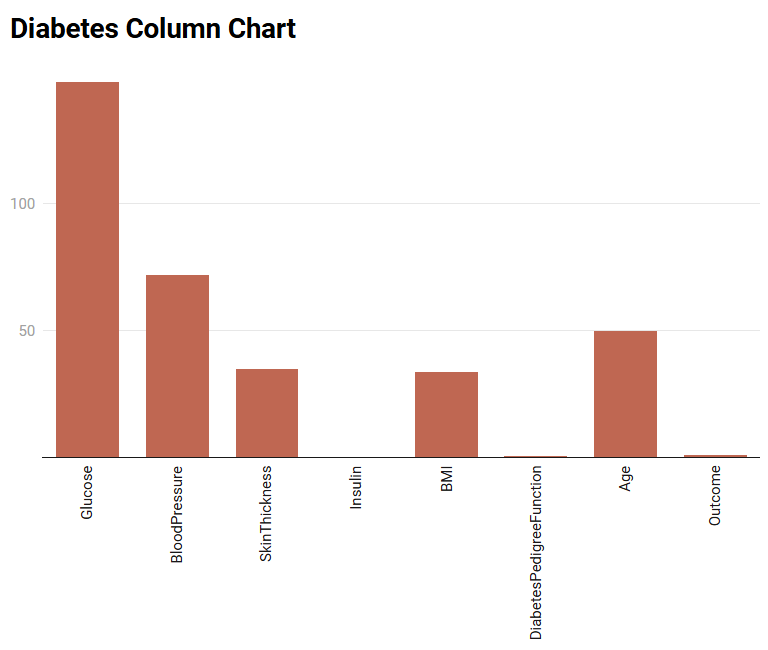 Diabetes Column Chart
100
50
Glucose
BloodPressure
SkinThickness
Insulin
BMI
DiabetesPedigreeFunction
Age
Outcome